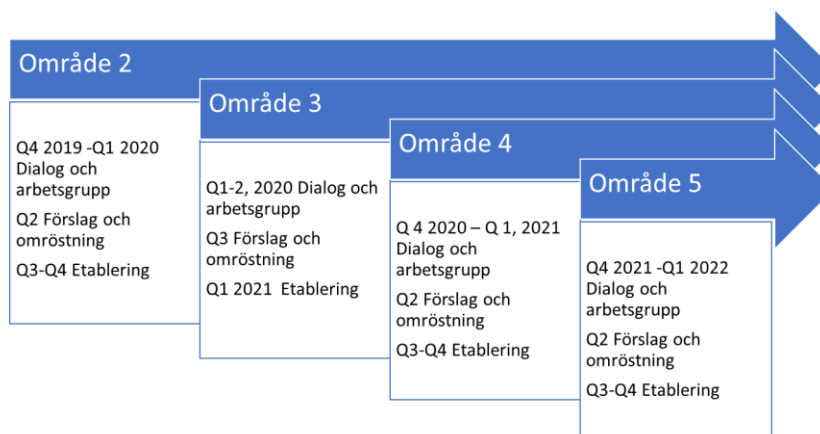 Område 2
Q4 2019 -Q1 2020
Dialog och
arbetsgrupp
Q2 Förslag och
omröstning
Q3-Q4 Etablering
Område 3
Q1-2, 2020 Dialog och
arbetsgrupp
Q3 Förslag och
omröstning
Q1 2021  Etablering
Område 4
Q 4 2020 – Q 1, 2021
Dialog och
arbetsgrupp
Q2 Förslag och
omröstning
Q3-Q4 Etablering
Område 5
Q4 2021 -Q1 2022
Dialog och
arbetsgrupp
Q2 Förslag och
omröstning
Q3-Q4 Etablering